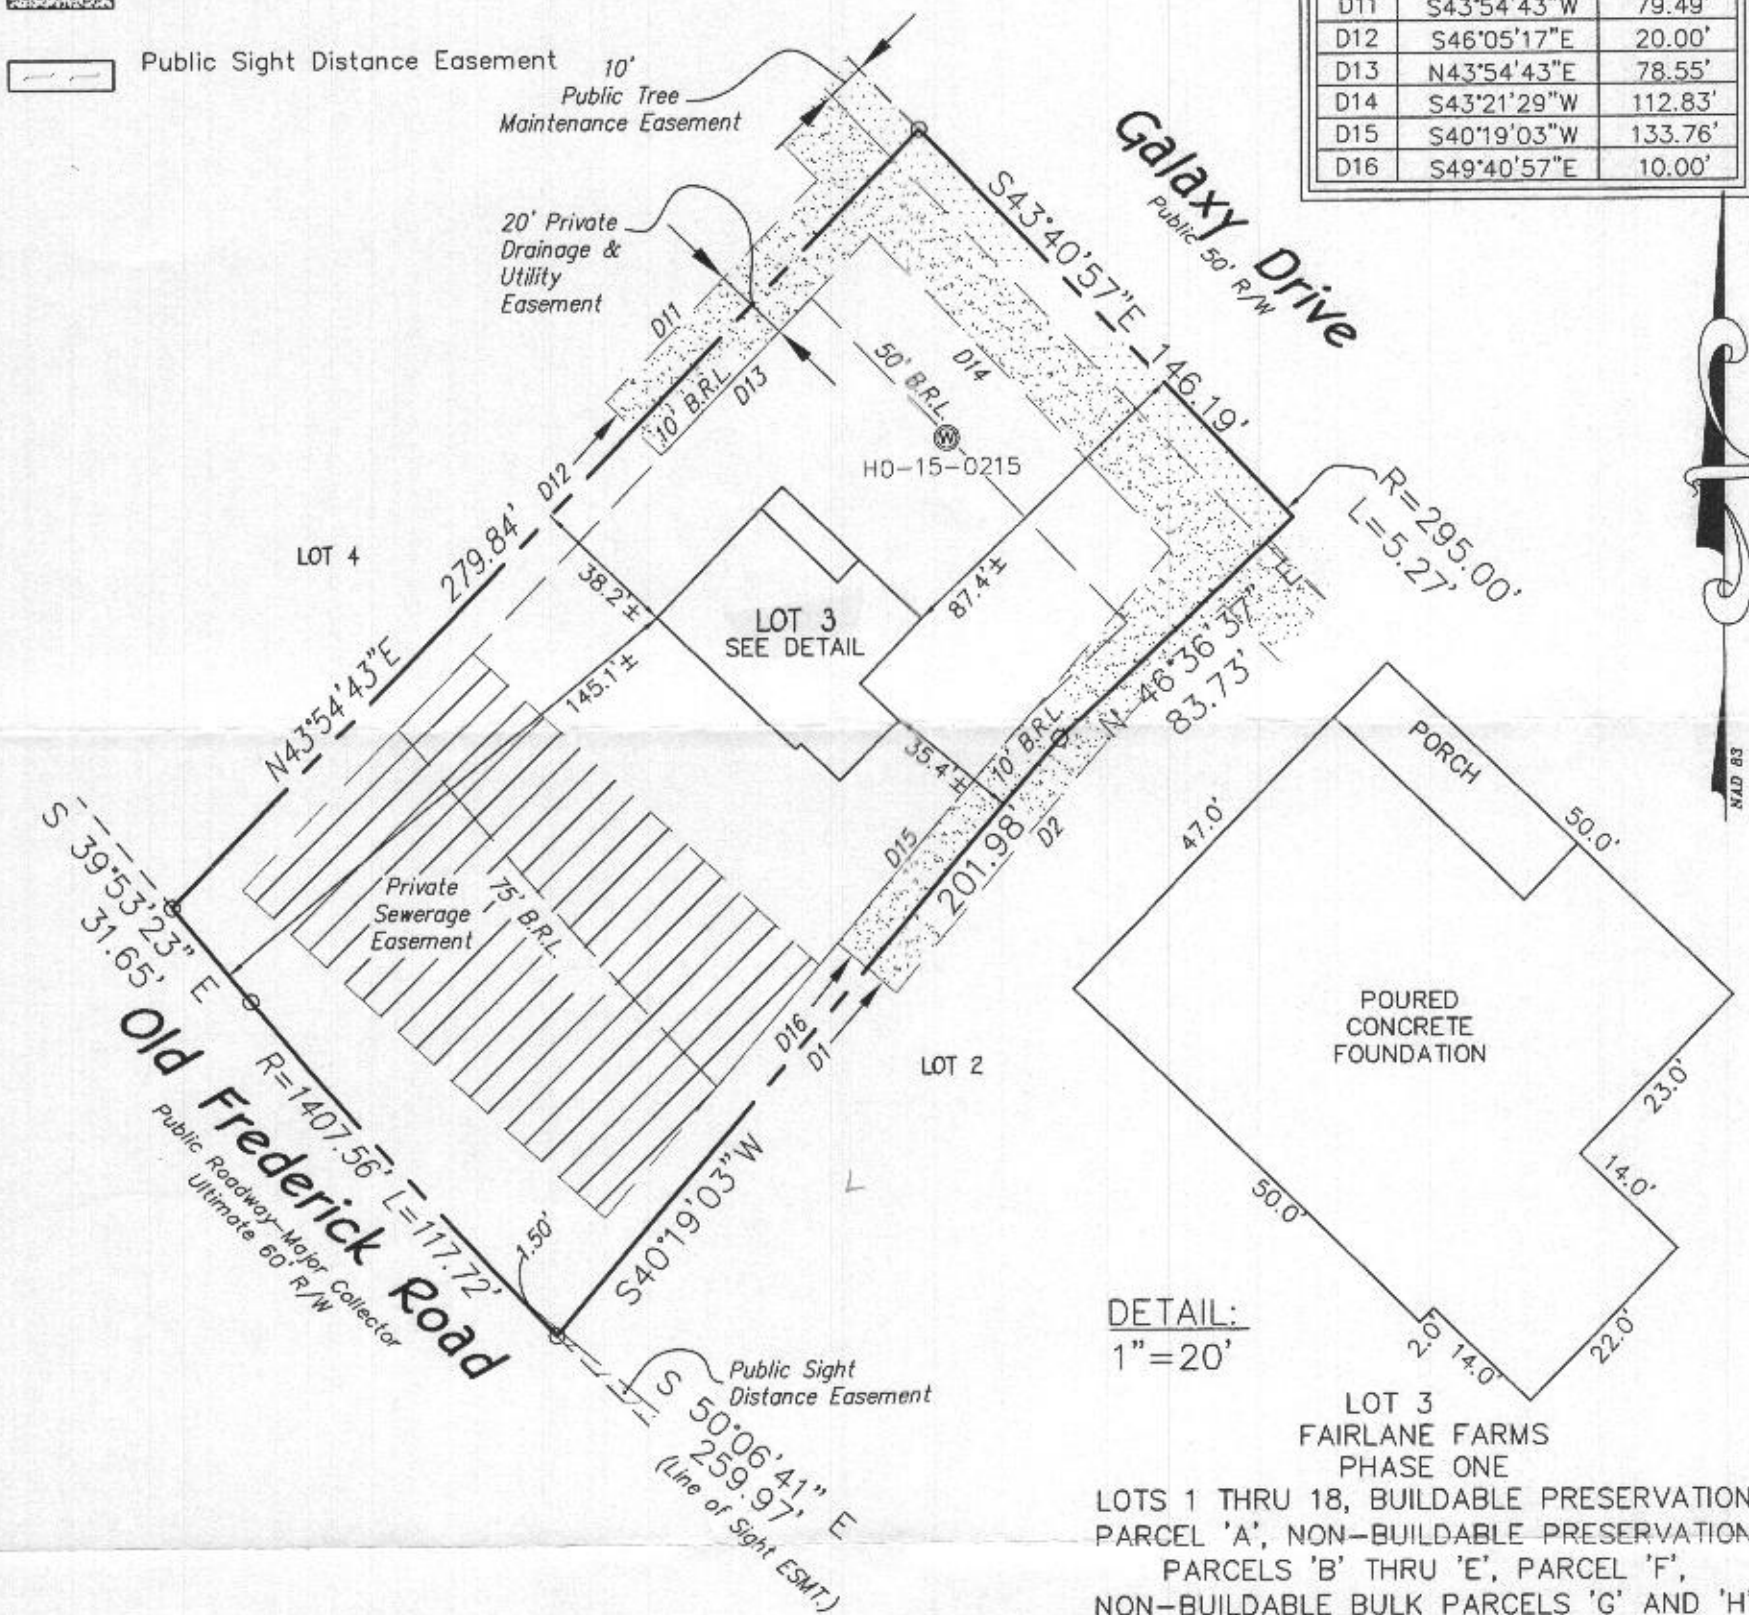 D11 S43°54'43"W 79.49'
D12 S46°05'17"E 20.00'
D13 N43°54'43"E 78.55'
D14 S43°21'29"W 112.83'
D15 S40°19'03"W 133.76'
D16 S49°40'57"E 10.00'
Public Sight Distance Easement
10'
Public Tree
Maintenance Easement
20' Private
Drainage &
Utility
Easement
Galaxy Drive
Public 50' R/W
S43°40'57"E 146.19'
D11
10' B.R.L.
D13
50' B.R.L.
D14
W
HO-15-0215
D12
R=295.00'
L=5.27'
LOT 4
279.84'
N43°54'43"E
38.2'±
87.4'±
LOT 3
SEE DETAIL
145.1'±
N 46°36'37"
E
83.73'
35.4'±
10' B.R.L.
D15
201.98'
D2
NAD 83
PORCH
47.0'
50.0'
S 39°53'23" E
31.65'
Private
Sewerage
Easement
75' B.R.L.
POURED
CONCRETE
FOUNDATION
D16
D1
LOT 2
23.0'
14.0'
50.0'
Old Frederick Road
Public Roadway-Major Collector
Ultimate 60' R/W
R=1407.56' L=117.72'
1.50'
S40°19'03"W
L
2.0'
14.0'
22.0'
DETAIL:
1"=20'
Public Sight
Distance Easement
S 50°06'41" E
259.97'
(Line of Sight ESMT.)
LOT 3
FAIRLANE FARMS
PHASE ONE
LOTS 1 THRU 18, BUILDABLE PRESERVATION
PARCEL 'A', NON-BUILDABLE PRESERVATION
PARCELS 'B' THRU 'E', PARCEL 'F',
NON-BUILDABLE BULK PARCELS 'G' AND 'H'